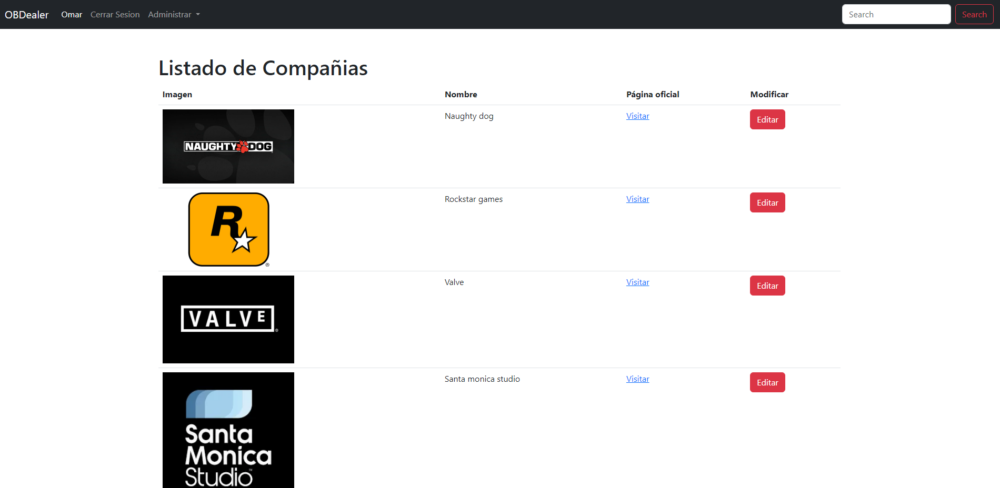 OBDealer Omar Cerrar Sesion Administrar Search Search
Listado de Compañias
Imagen Nombre Página oficial Modificar
NAUGHTY DOG Naughty dog Visitar Editar
R ® Rockstar games Visitar Editar
VALVE ® Valve Visitar Editar
Santa monica studio Visitar Editar
Santa
Monica
Studio™